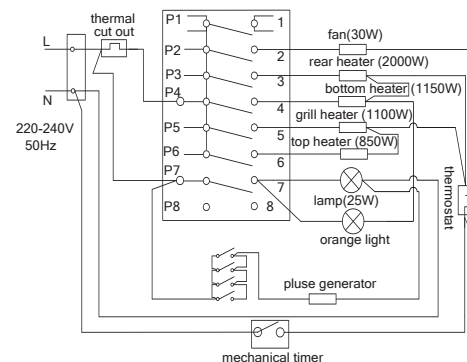 thermal
cut out
L
N
220-240V
50Hz
P1
P2
P3
P4
P5
P6
P7
P8
1
2
3
4
5
6
7
8
fan(30W)
rear heater (2000W)
bottom heater (1150W)
grill heater (1100W)
top heater (850W)
lamp(25W)
orange light
thermostat
pluse generator
mechanical timer